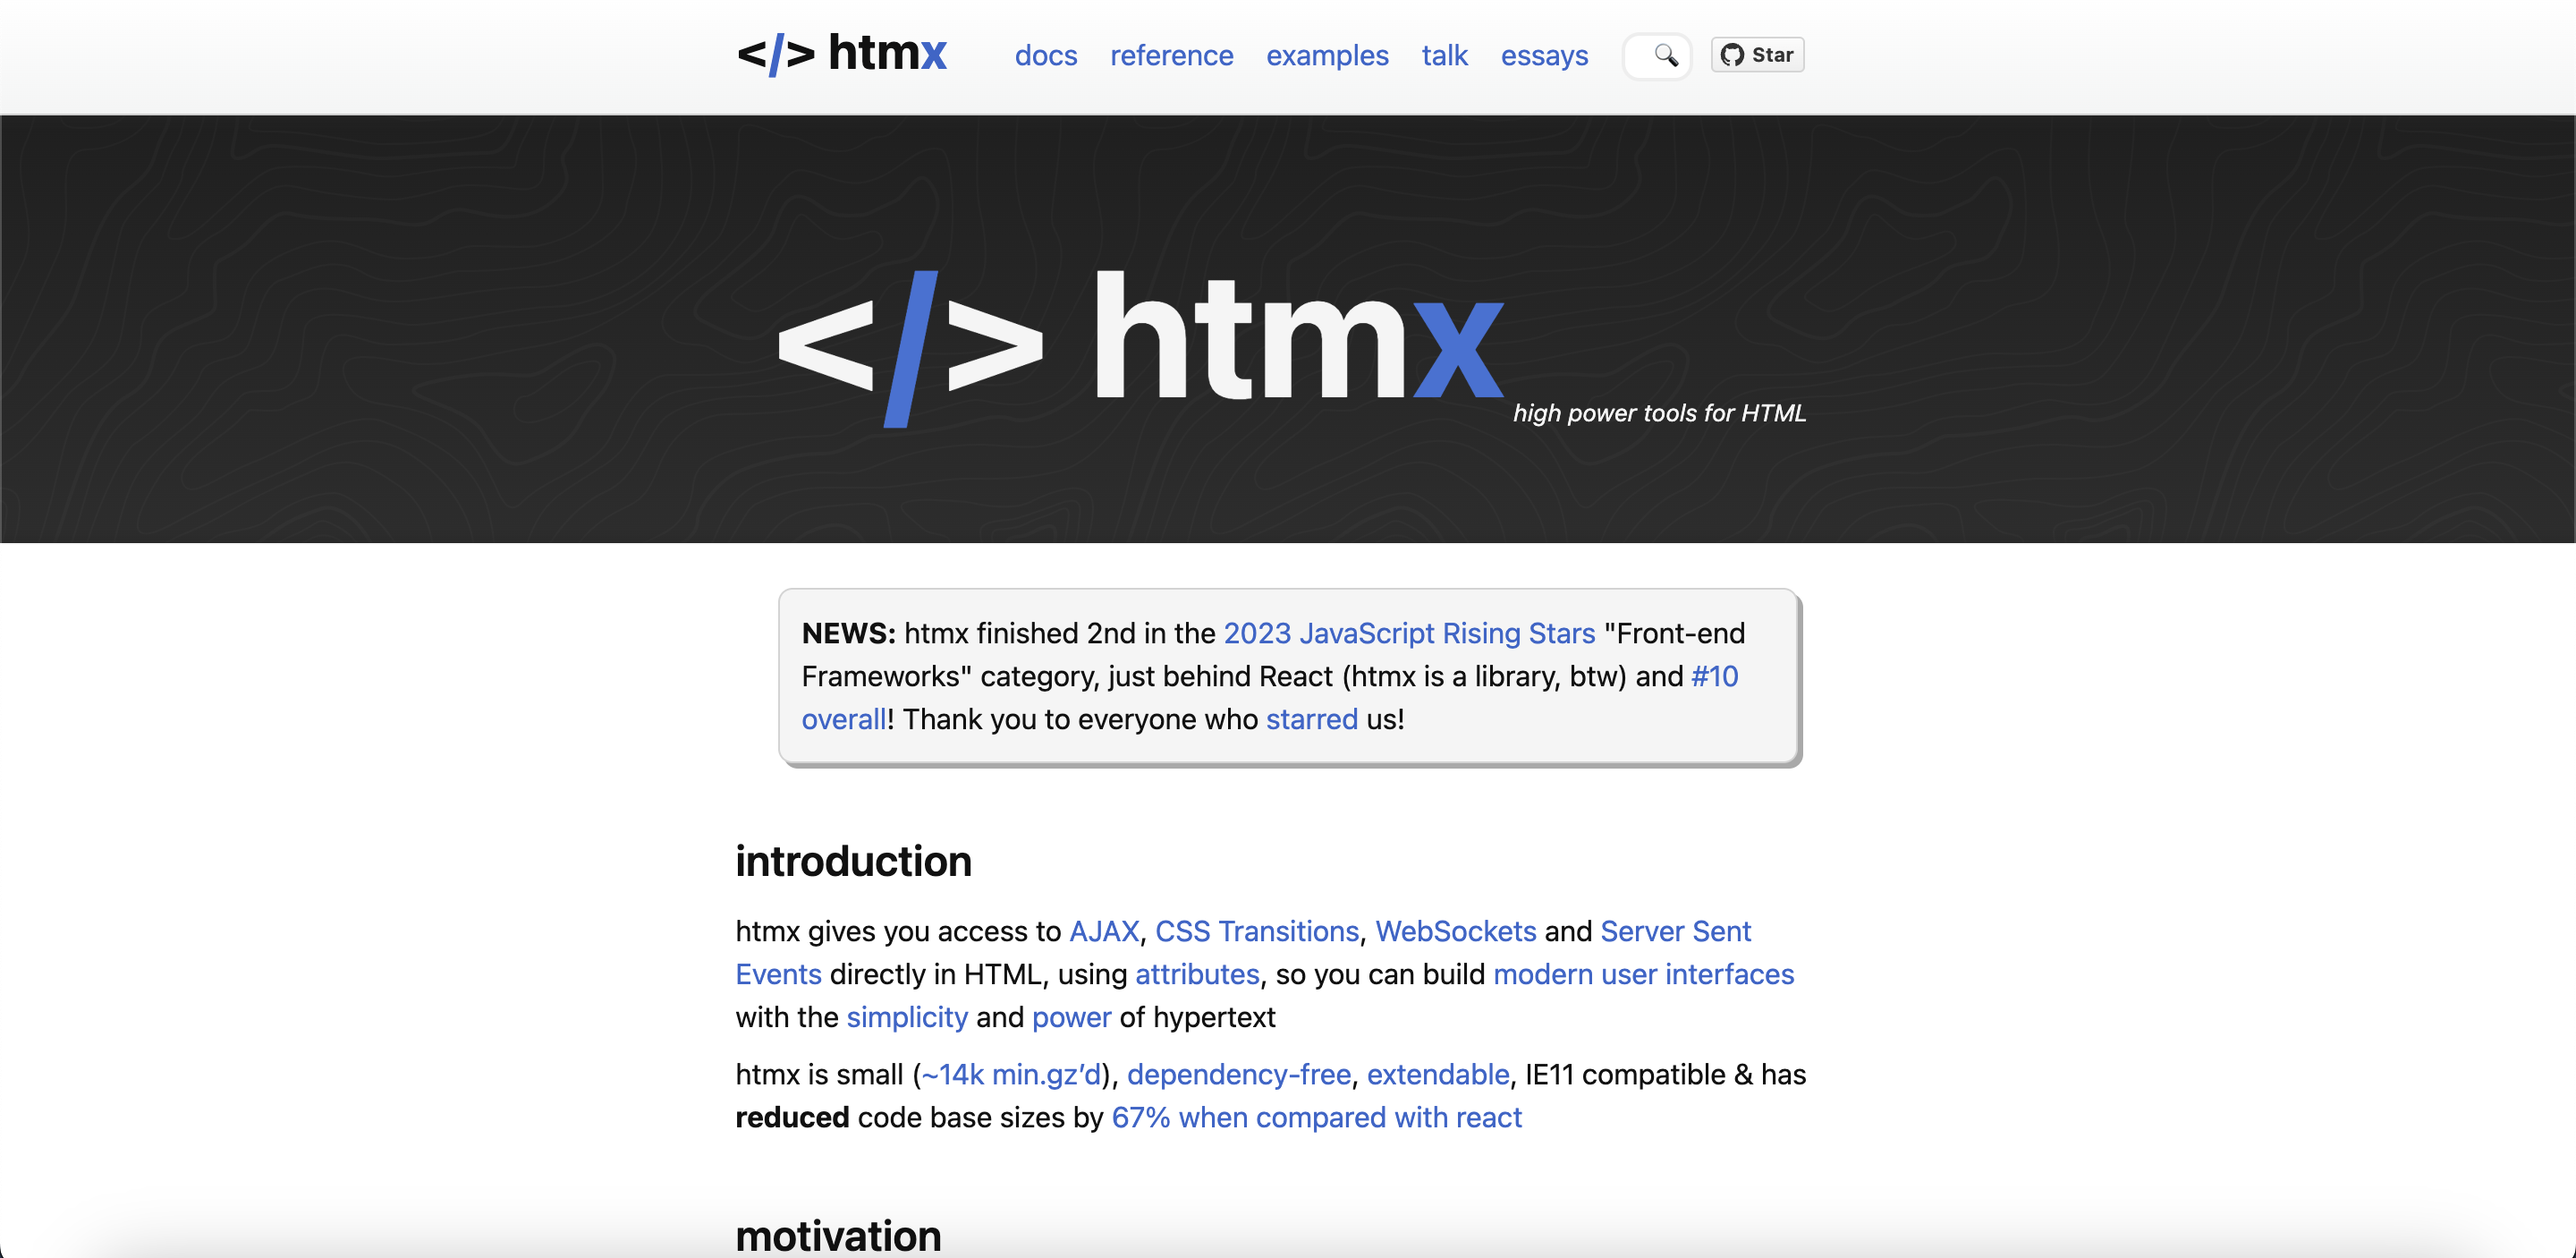 </> htmx docs reference examples talk essays Star
</> htmx
high power tools for HTML
NEWS: htmx finished 2nd in the 2023 JavaScript Rising Stars "Front-end
Frameworks" category, just behind React (htmx is a library, btw) and #10
overall! Thank you to everyone who starred us!
introduction
htmx gives you access to AJAX, CSS Transitions, WebSockets and Server Sent
Events directly in HTML, using attributes, so you can build modern user interfaces
with the simplicity and power of hypertext
htmx is small (~14k min.gz’d), dependency-free, extendable, IE11 compatible & has
reduced code base sizes by 67% when compared with react
motivation